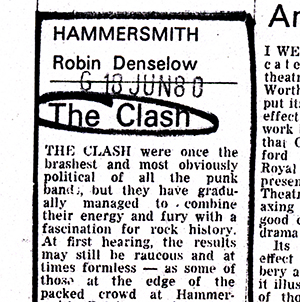 HAMMERSMITH
Robin Denselow
G 18 JUN 80
The Clash
THE CLASH were once the
brashest and most obviously
political of all the punk
bands, but they have gradu-
ally managed to combine
their energy and fury with a
fascination for rock history.
At first hearing, the results
may still be raucous and at
times formless — as some of
those at the edge of the
packed crowd at Hammer-
Ar
I WE
cate
theatr
Worth
put it
effect
work
that C
ford
Royal
presen
Theatr
axing
good o
drama
Its
effect
bery a
it illus
of tho